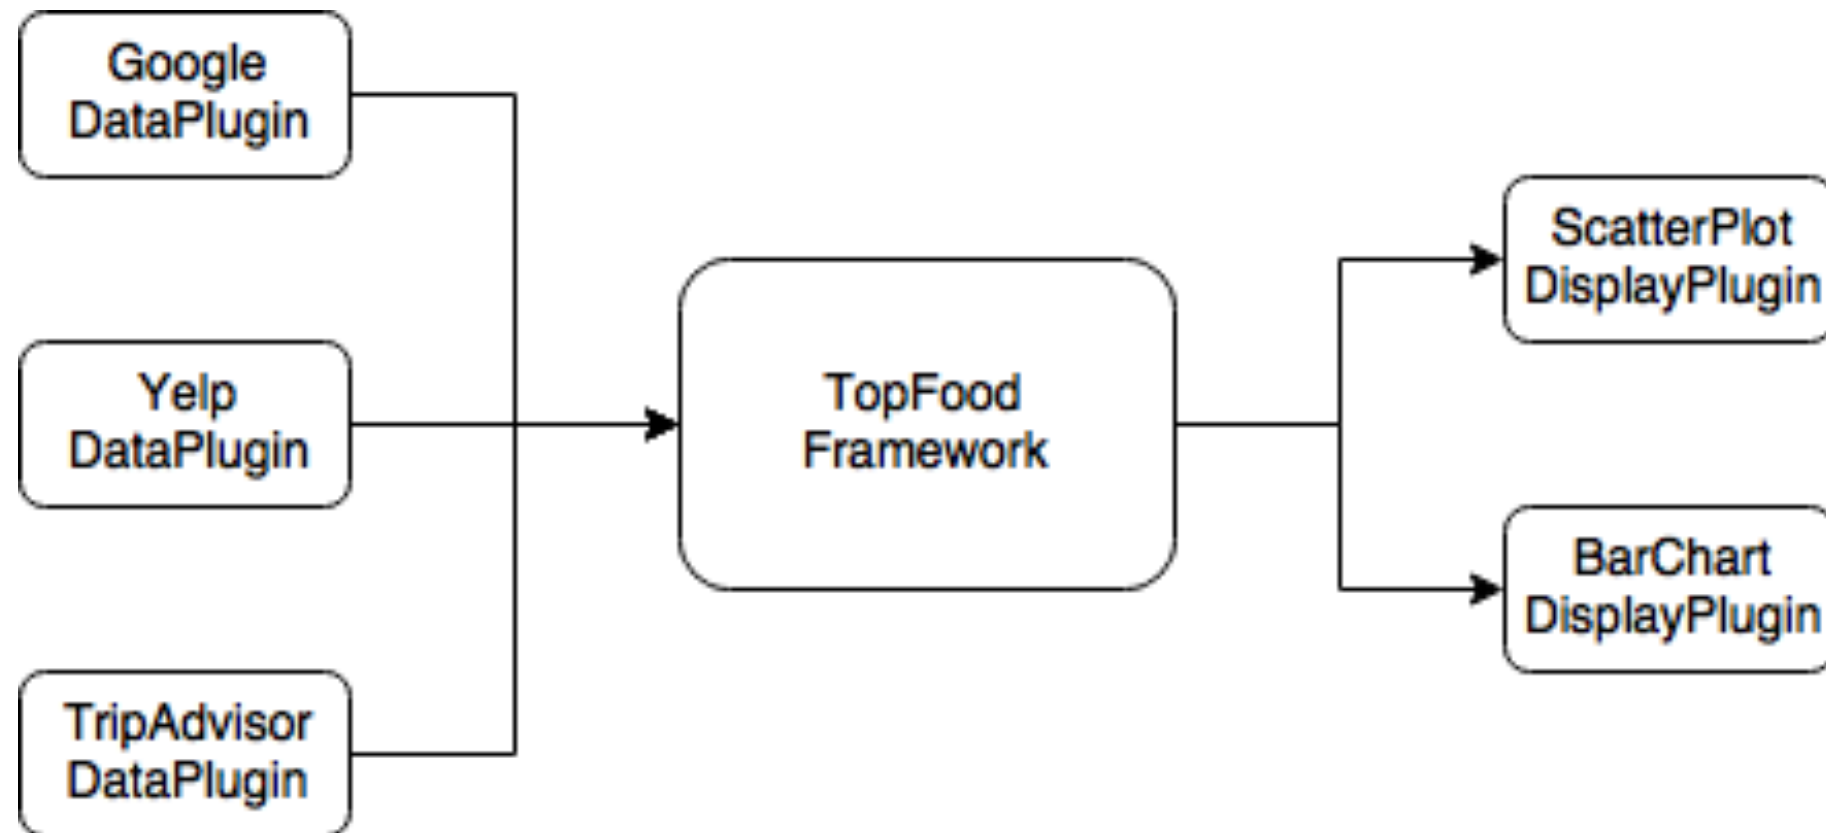 Google
DataPlugin
Yelp
DataPlugin
TripAdvisor
DataPlugin
TopFood
Framework
ScatterPlot
DisplayPlugin
BarChart
DisplayPlugin